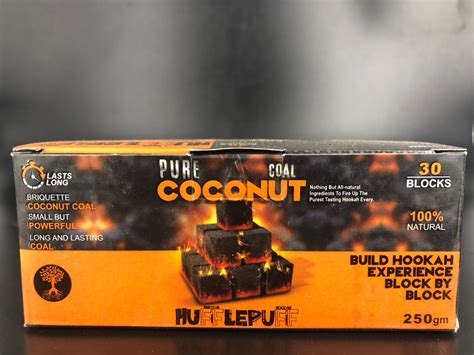 LASTS
LONG
BRIQUETTE
COCONUT COAL
SMALL BUT
POWERFUL
LONG AND LASTING
COAL
PURE COAL
COCONUT
Nothing But All-natural
Ingredients To Fire Up The
Purest Tasting Hookah Every.
30
BLOCKS
100%
NATURAL
BUILD HOOKAH
EXPERIENCE
BLOCK BY
BLOCK
HUFFLEPUFF
250gm